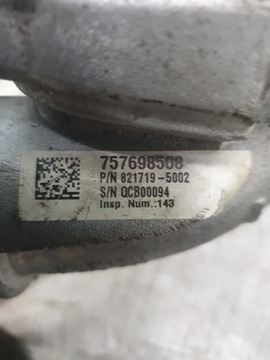 757698508
P/N 821719-5002
S/N QCB00094
Insp. Num.:143